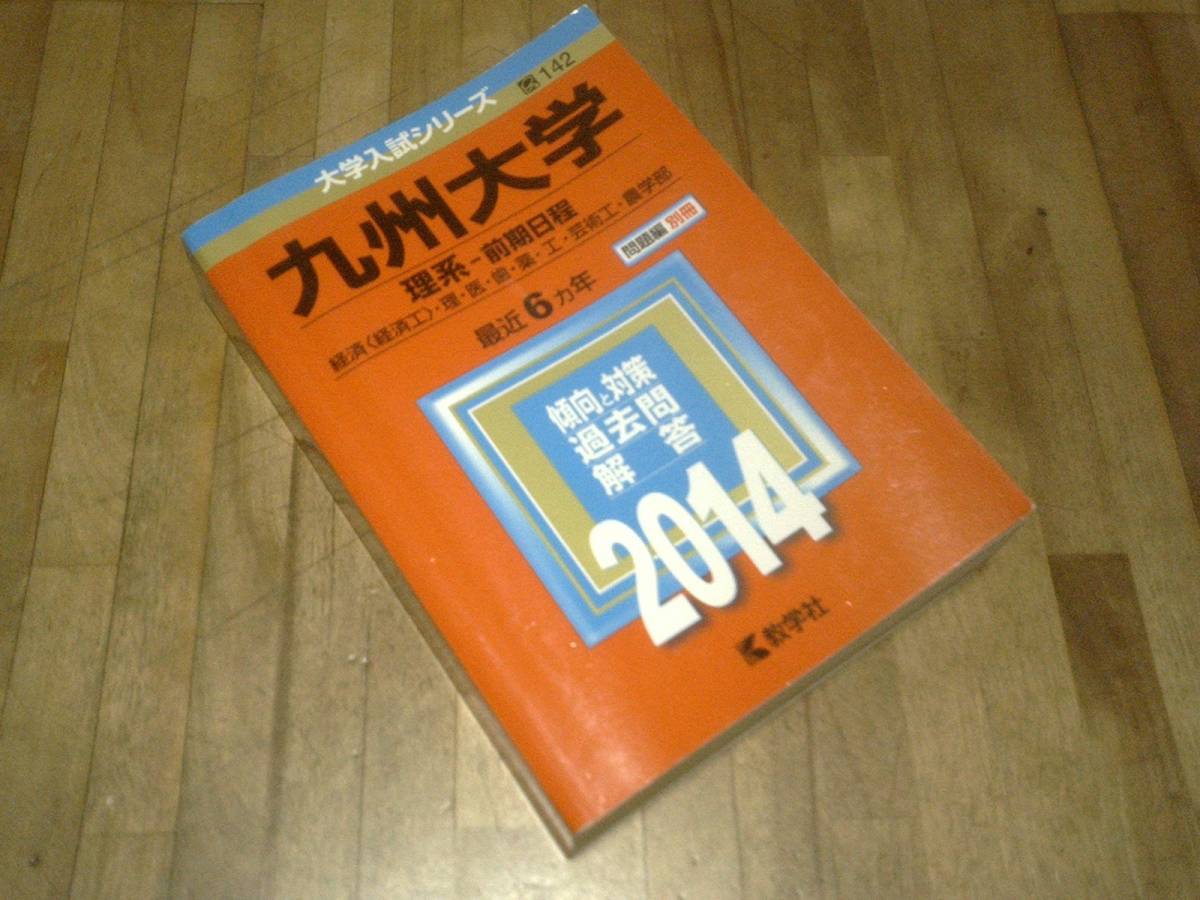 大学入試シリーズ
142
九州大学
理系－前期日程
経済〈経済工〉・理・医・歯・薬・工・芸術工・農学部
最近6カ年
問題編 別冊
傾向と対策
過去問
解答
2014
教学社